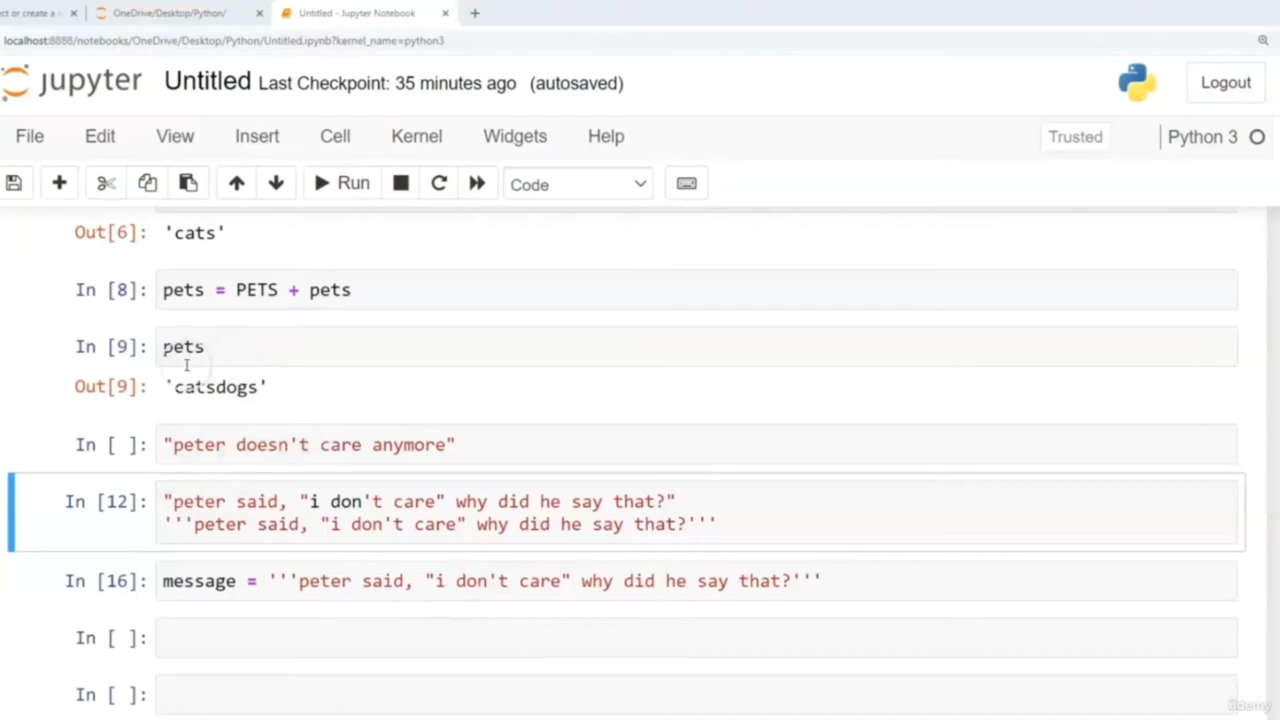 OneDrive/Desktop/Python/
Untitled - Jupyter Notebook
localhost:8888/notebooks/OneDrive/Desktop/Python/Untitled.ipynb?kernel_name=python3
jupyter Untitled Last Checkpoint: 35 minutes ago (autosaved) Logout
File Edit View Insert Cell Kernel Widgets Help Trusted Python 3
Run Code
Out[6]: 'cats'
In [8]: pets = PETS + pets
In [9]: pets
Out[9]: 'catsdogs'
In [ ]: "peter doesn't care anymore"
In [12]: "peter said, "i don't care" why did he say that?"
'''peter said, "i don't care" why did he say that?'''
In [16]: message = '''peter said, "i don't care" why did he say that?'''
In [ ]:
In [ ]:
ûdemy